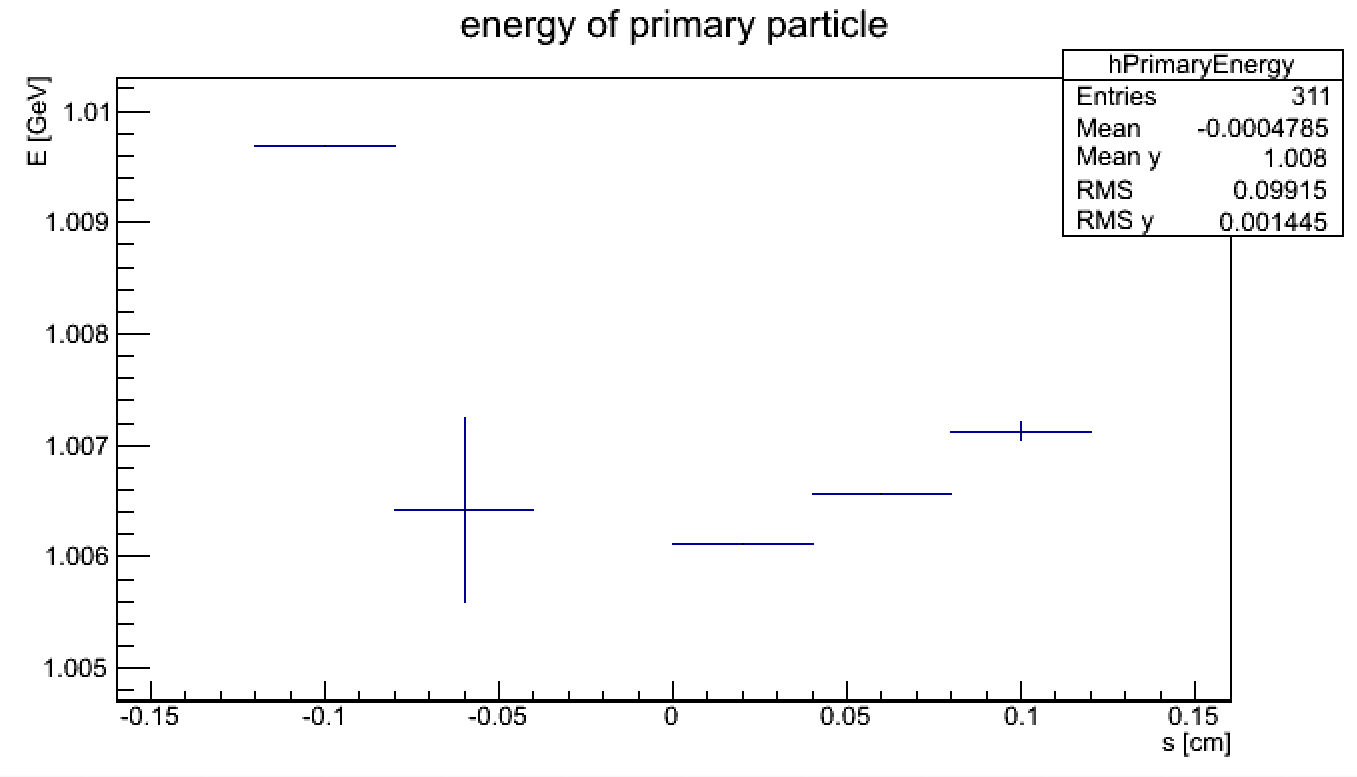 energy of primary particle
hPrimaryEnergy
Entries 311
Mean -0.0004785
Mean y 1.008
RMS 0.09915
RMS y 0.001445
E [GeV]
1.01
1.009
1.008
1.007
1.006
1.005
-0.15 -0.1 -0.05 0 0.05 0.1 0.15
s [cm]